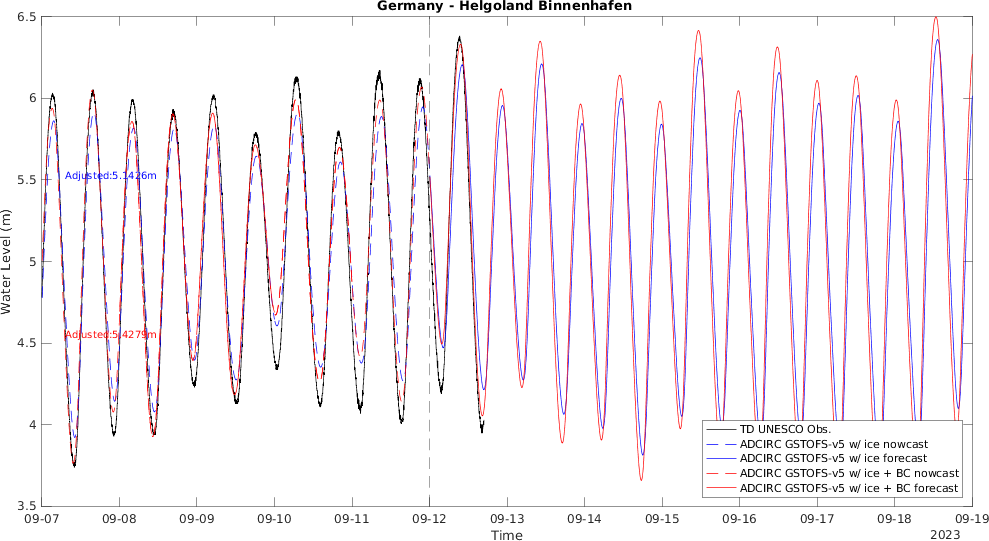 Germany - Helgoland Binnenhafen
6.5
6
5.5
5
4.5
4
3.5
Water Level (m)
Adjusted:5.1426m
Adjusted:5.4279m
TD UNESCO Obs.
ADCIRC GSTOFS-v5 w/ ice nowcast
ADCIRC GSTOFS-v5 w/ ice forecast
ADCIRC GSTOFS-v5 w/ ice + BC nowcast
ADCIRC GSTOFS-v5 w/ ice + BC forecast
09-07 09-08 09-09 09-10 09-11 09-12 09-13 09-14 09-15 09-16 09-17 09-18 09-19
Time
2023